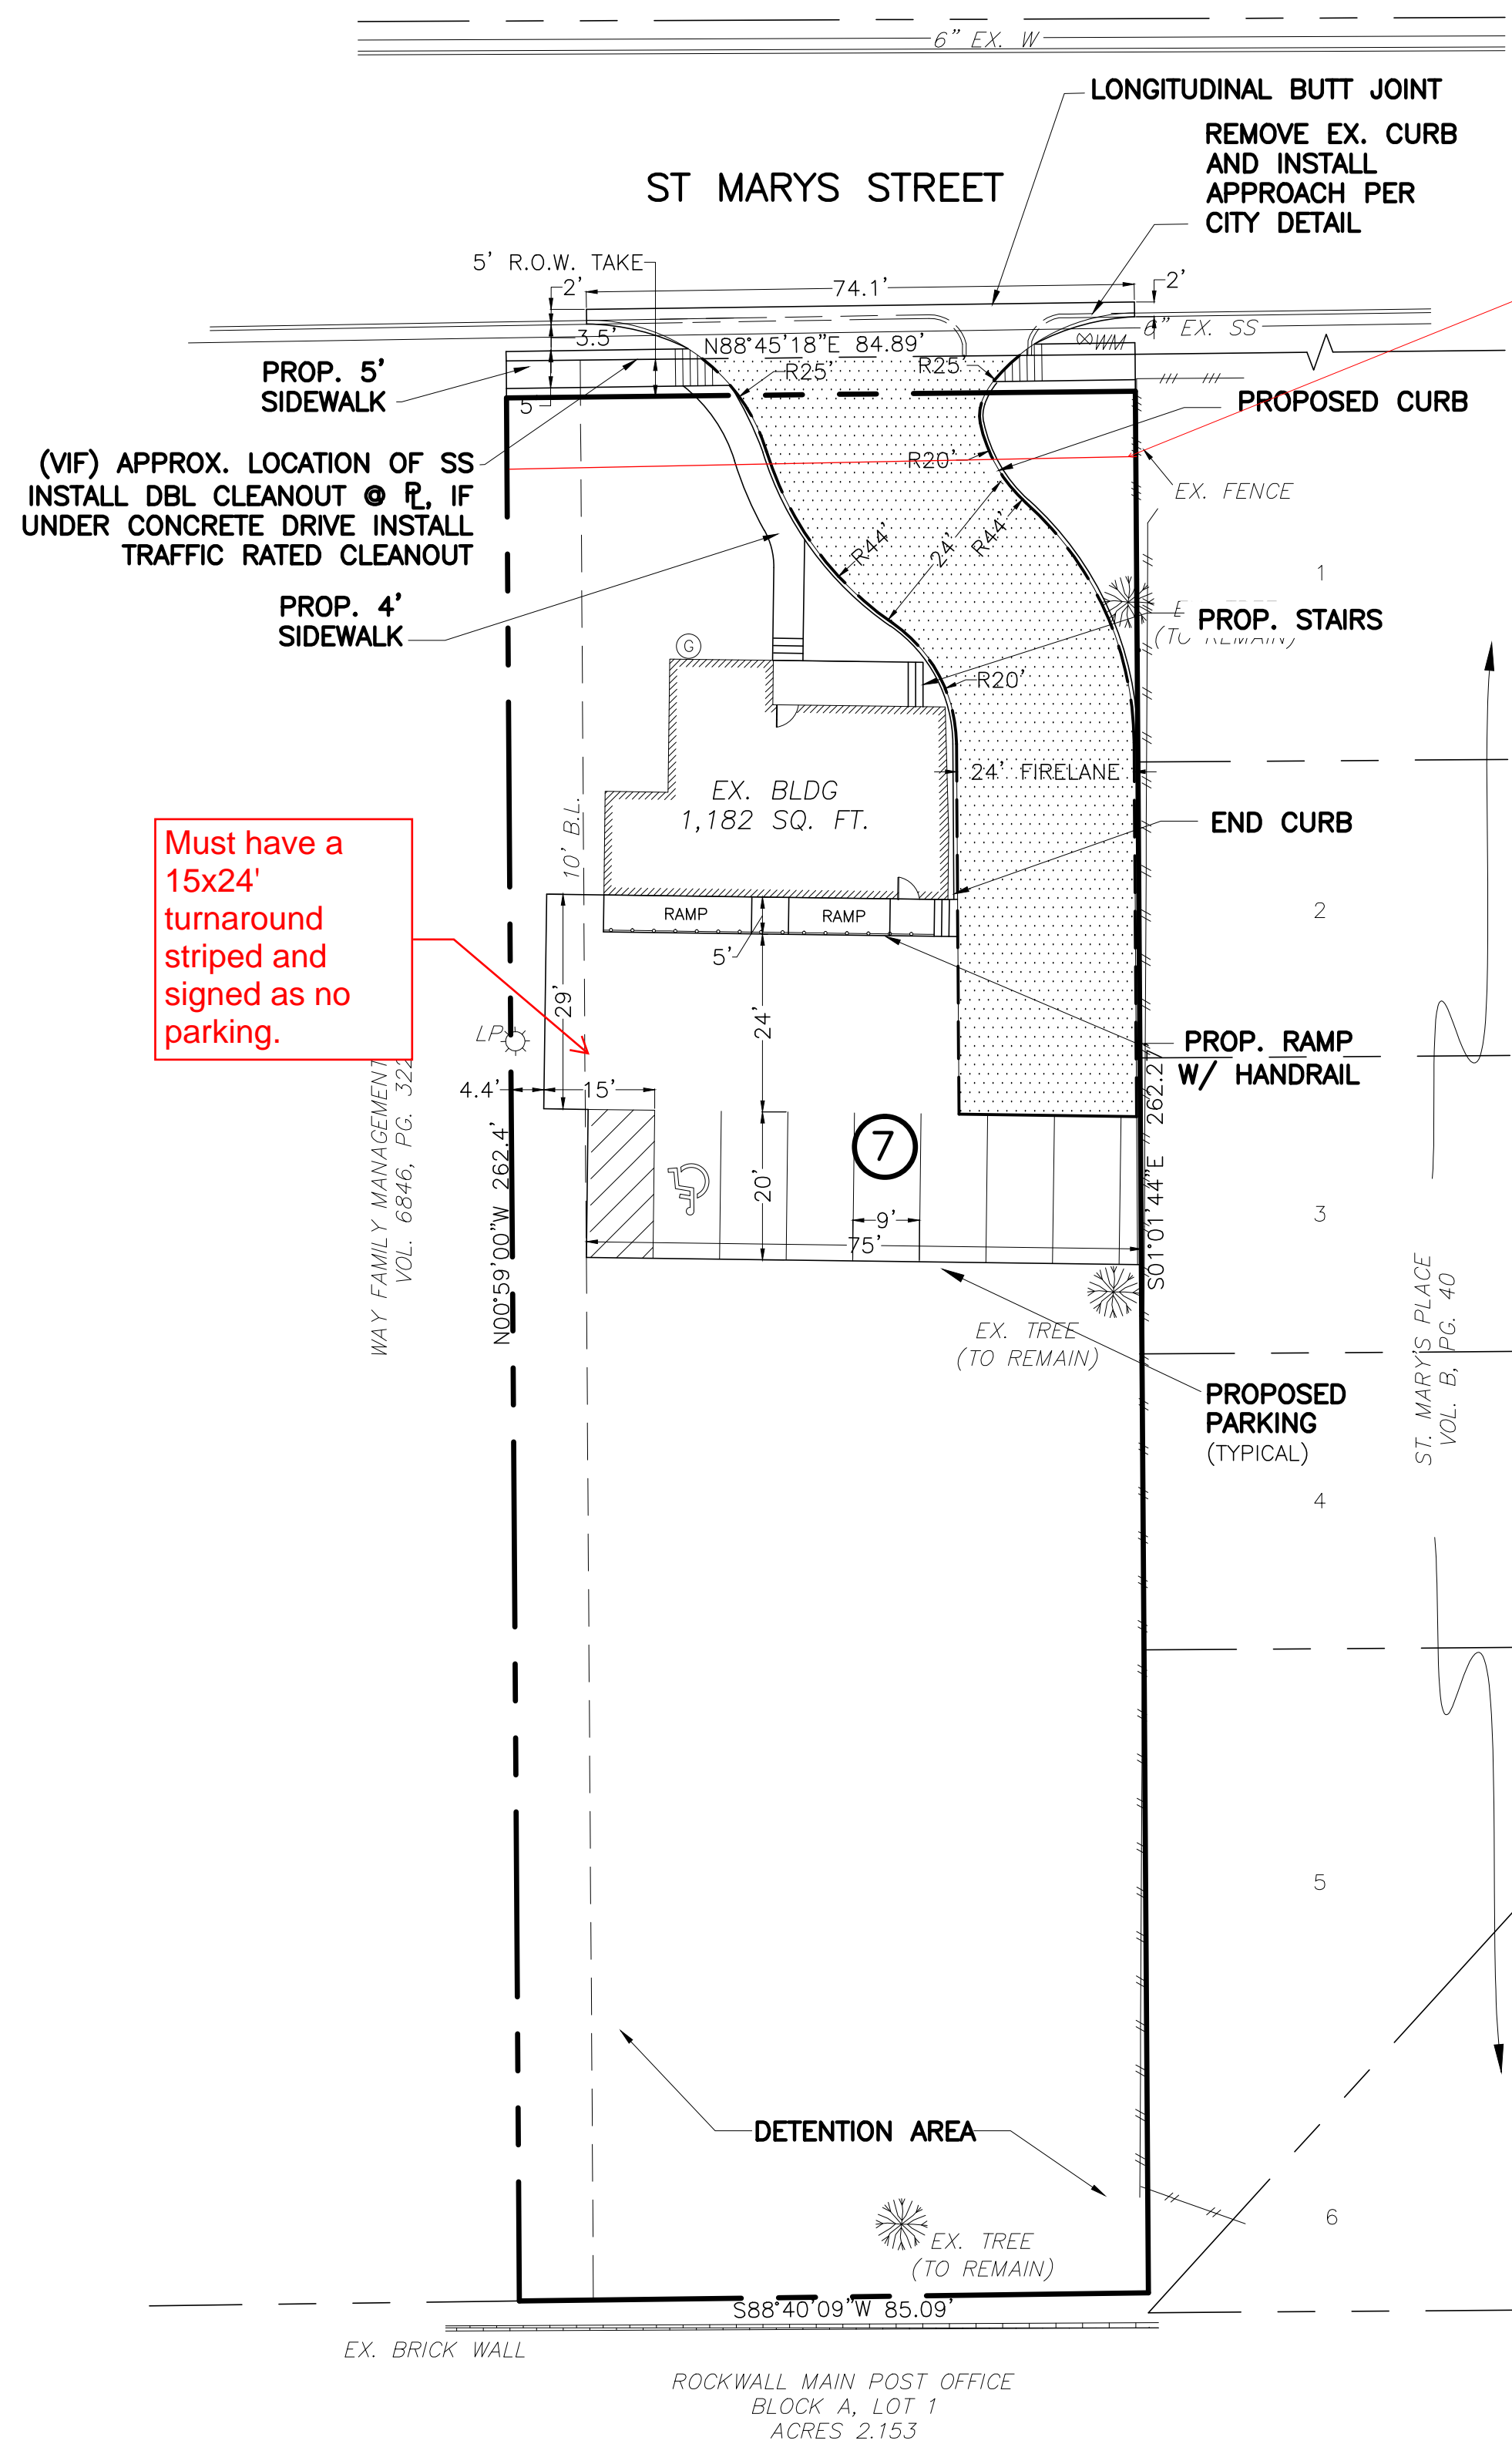 6" EX. W
LONGITUDINAL BUTT JOINT
REMOVE EX. CURB
AND INSTALL
APPROACH PER
CITY DETAIL
ST MARYS STREET
5' R.O.W. TAKE
2'
74.1'
2'
6" EX. SS
3.5'
N88°45'18"E 84.89'
WM
PROP. 5'
SIDEWALK
R25'
R25'
5'
PROPOSED CURB
(VIF) APPROX. LOCATION OF SS
INSTALL DBL CLEANOUT @ PL, IF
UNDER CONCRETE DRIVE INSTALL
TRAFFIC RATED CLEANOUT
R20'
EX. FENCE
R44'
24'
R44'
1
PROP. 4'
SIDEWALK
PROP. STAIRS
(TO REMAIN)
G
R20'
24' FIRELANE
EX. BLDG
1,182 SQ. FT.
10' B.L.
END CURB
Must have a
15x24'
turnaround
striped and
signed as no
parking.
RAMP
RAMP
2
5'
29'
24'
LP
PROP. RAMP
W/ HANDRAIL
4.4'
15'
WAY FAMILY MANAGEMENT
VOL. 6846, PG. 322
N00°59'00"W 262.4'
7
20'
9'
75'
S01°01'44"E 262.2
3
ST. MARY'S PLACE
VOL. B, PG. 40
EX. TREE
(TO REMAIN)
PROPOSED
PARKING
(TYPICAL)
4
5
DETENTION AREA
6
EX. TREE
(TO REMAIN)
S88°40'09"W 85.09'
EX. BRICK WALL
ROCKWALL MAIN POST OFFICE
BLOCK A, LOT 1
ACRES 2.153